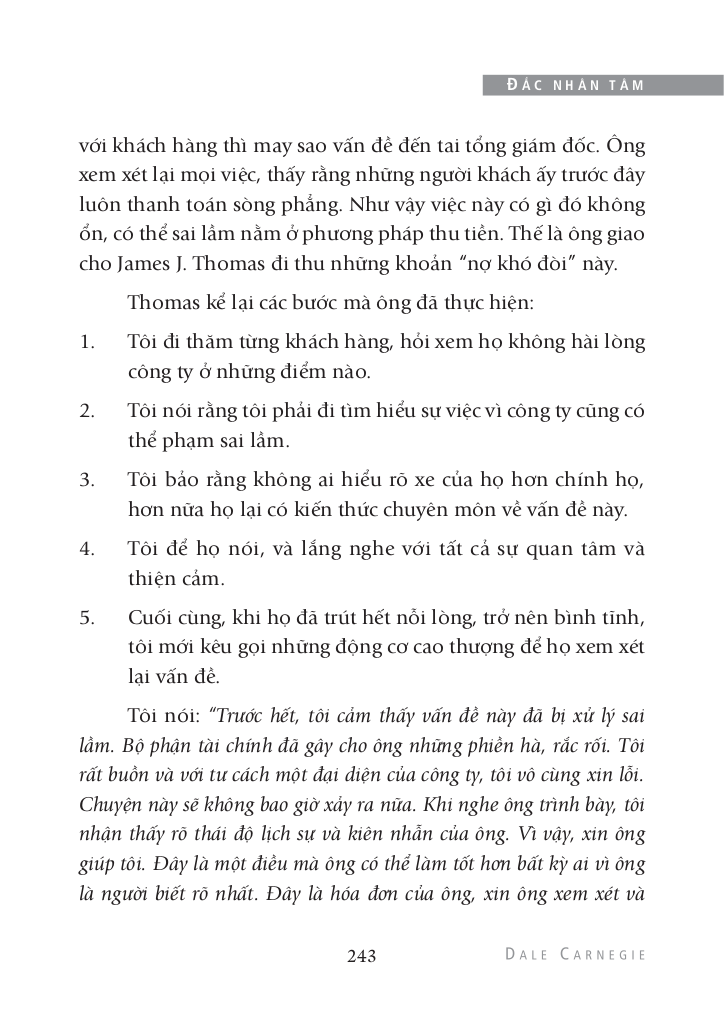 ĐẮC NHÂN TÂM
với khách hàng thì may sao vấn đề đến tai tổng giám đốc. Ông
xem xét lại mọi việc, thấy rằng những người khách ấy trước đây
luôn thanh toán sòng phẳng. Như vậy việc này có gì đó không
ổn, có thể sai lầm nằm ở phương pháp thu tiền. Thế là ông giao
cho James J. Thomas đi thu những khoản “nợ khó đòi” này.
Thomas kể lại các bước mà ông đã thực hiện:
1. Tôi đi thăm từng khách hàng, hỏi xem họ không hài lòng
công ty ở những điểm nào.
2. Tôi nói rằng tôi phải đi tìm hiểu sự việc vì công ty cũng có
thể phạm sai lầm.
3. Tôi bảo rằng không ai hiểu rõ xe của họ hơn chính họ,
hơn nữa họ lại có kiến thức chuyên môn về vấn đề này.
4. Tôi để họ nói, và lắng nghe với tất cả sự quan tâm và
thiện cảm.
5. Cuối cùng, khi họ đã trút hết nỗi lòng, trở nên bình tĩnh,
tôi mới kêu gọi những động cơ cao thượng để họ xem xét
lại vấn đề.
Tôi nói: “Trước hết, tôi cảm thấy vấn đề này đã bị xử lý sai
lầm. Bộ phận tài chính đã gây cho ông những phiền hà, rắc rối. Tôi
rất buồn và với tư cách một đại diện của công ty, tôi vô cùng xin lỗi.
Chuyện này sẽ không bao giờ xảy ra nữa. Khi nghe ông trình bày, tôi
nhận thấy rõ thái độ lịch sự và kiên nhẫn của ông. Vì vậy, xin ông
giúp tôi. Đây là một điều mà ông có thể làm tốt hơn bất kỳ ai vì ông
là người biết rõ nhất. Đây là hóa đơn của ông, xin ông xem xét và
243
DALE CARNEGIE